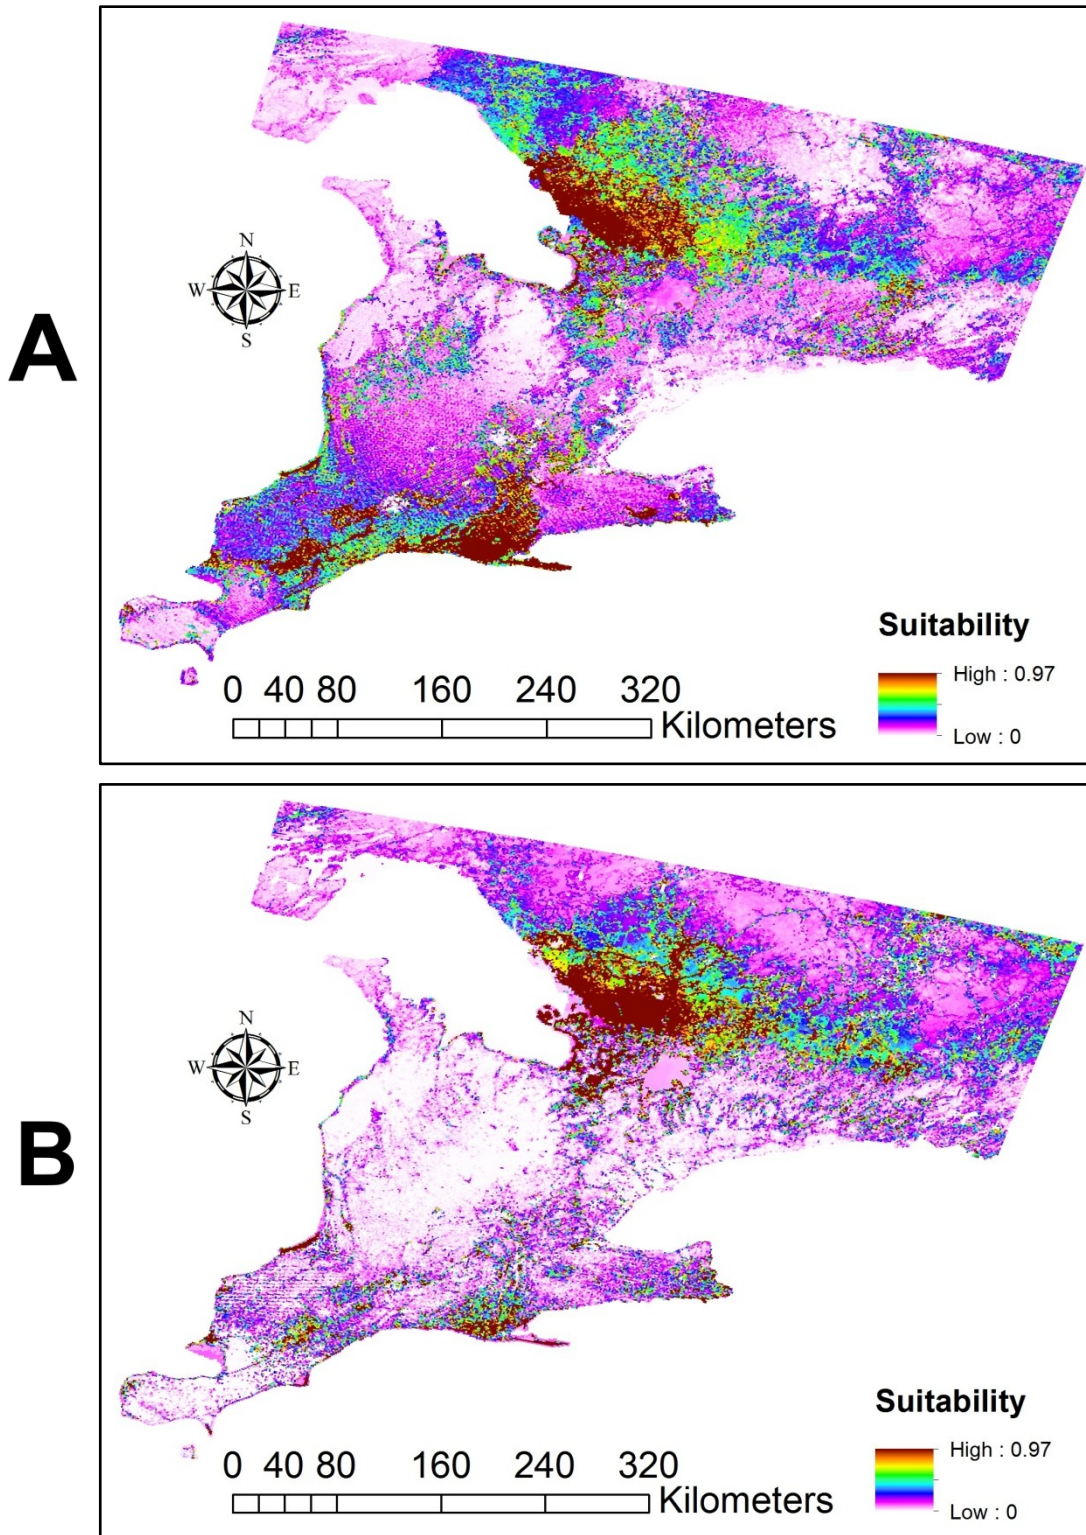 A
N
W E
S
Suitability
High : 0.97
Low : 0
0 40 80 160 240 320
Kilometers
B
N
W E
S
Suitability
High : 0.97
Low : 0
0 40 80 160 240 320
Kilometers